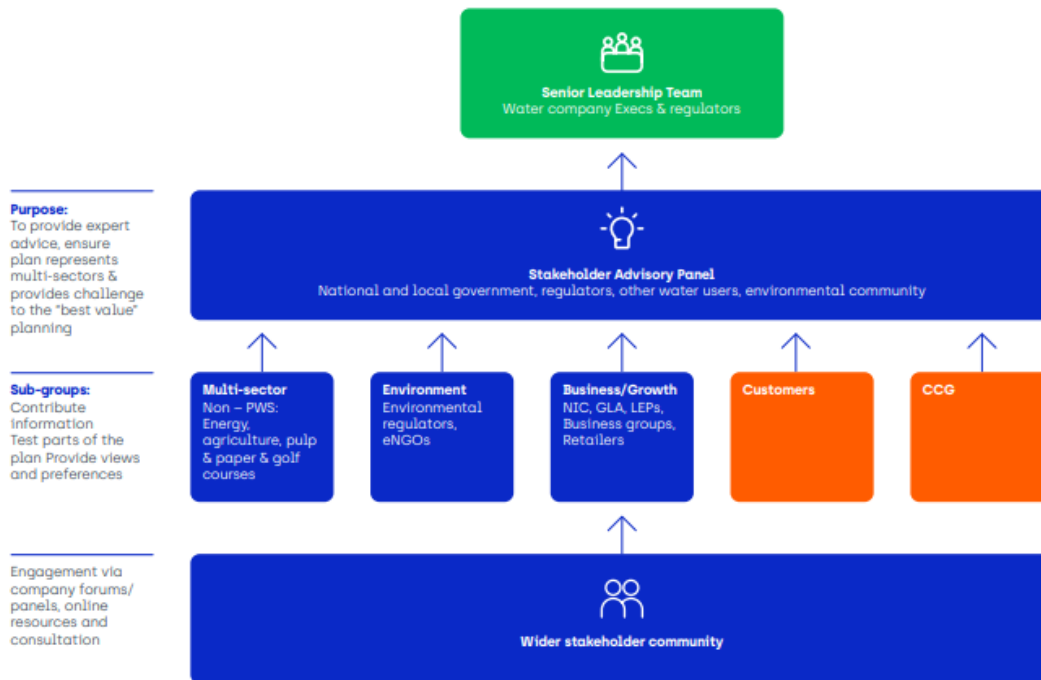 Senior Leadership Team
Water company Execs & regulators
Purpose:
To provide expert
advice, ensure
plan represents
multi-sectors &
provides challenge
to the "best value"
planning
Stakeholder Advisory Panel
National and local government, regulators, other water users, environmental community
Sub-groups:
Contribute
information
Test parts of the
plan Provide views
and preferences
Multi-sector
Non – PWS:
Energy,
agriculture, pulp
& paper & golf
courses
Environment
Environmental
regulators,
eNGOs
Business/Growth
NIC, GLA, LEPs,
Business groups,
Retailers
Customers
CCG
Engagement via
company forums/
panels, online
resources and
consultation
Wider stakeholder community